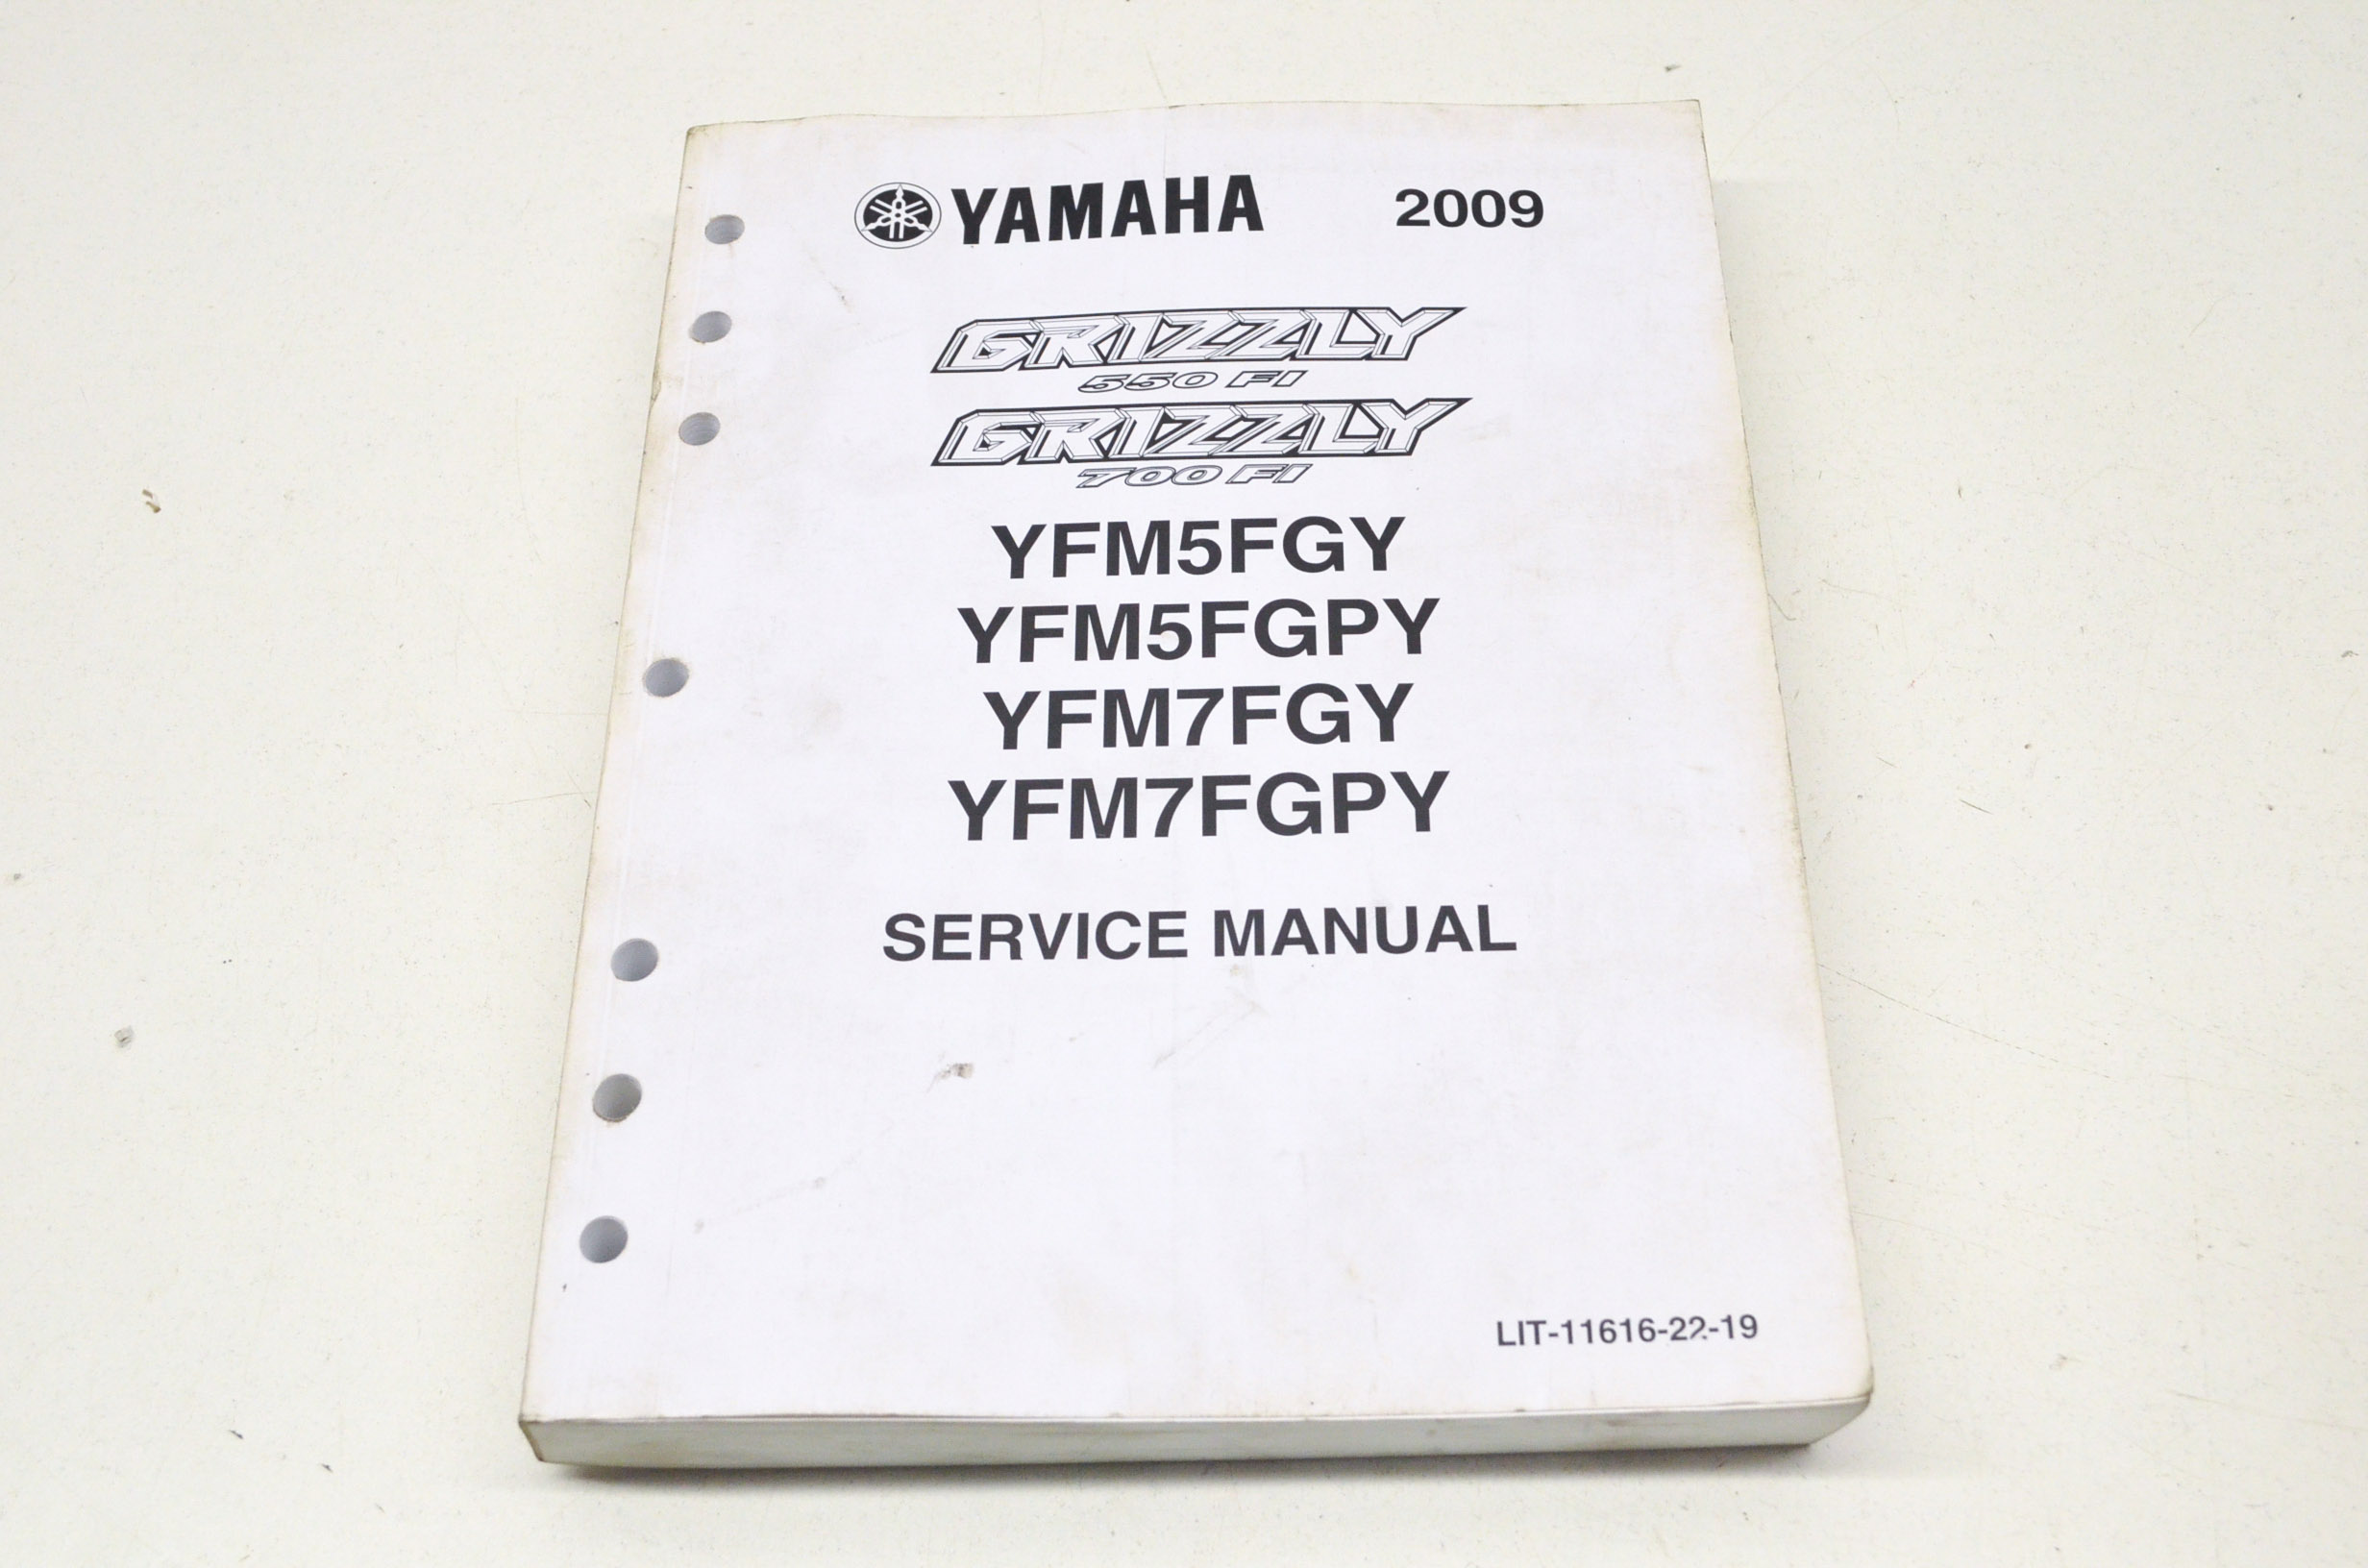 YAMAHA 2009
GRIZZLY
550 FI
GRIZZLY
700 FI
YFM5FGY
YFM5FGPY
YFM7FGY
YFM7FGPY
SERVICE MANUAL
LIT-11616-22-19